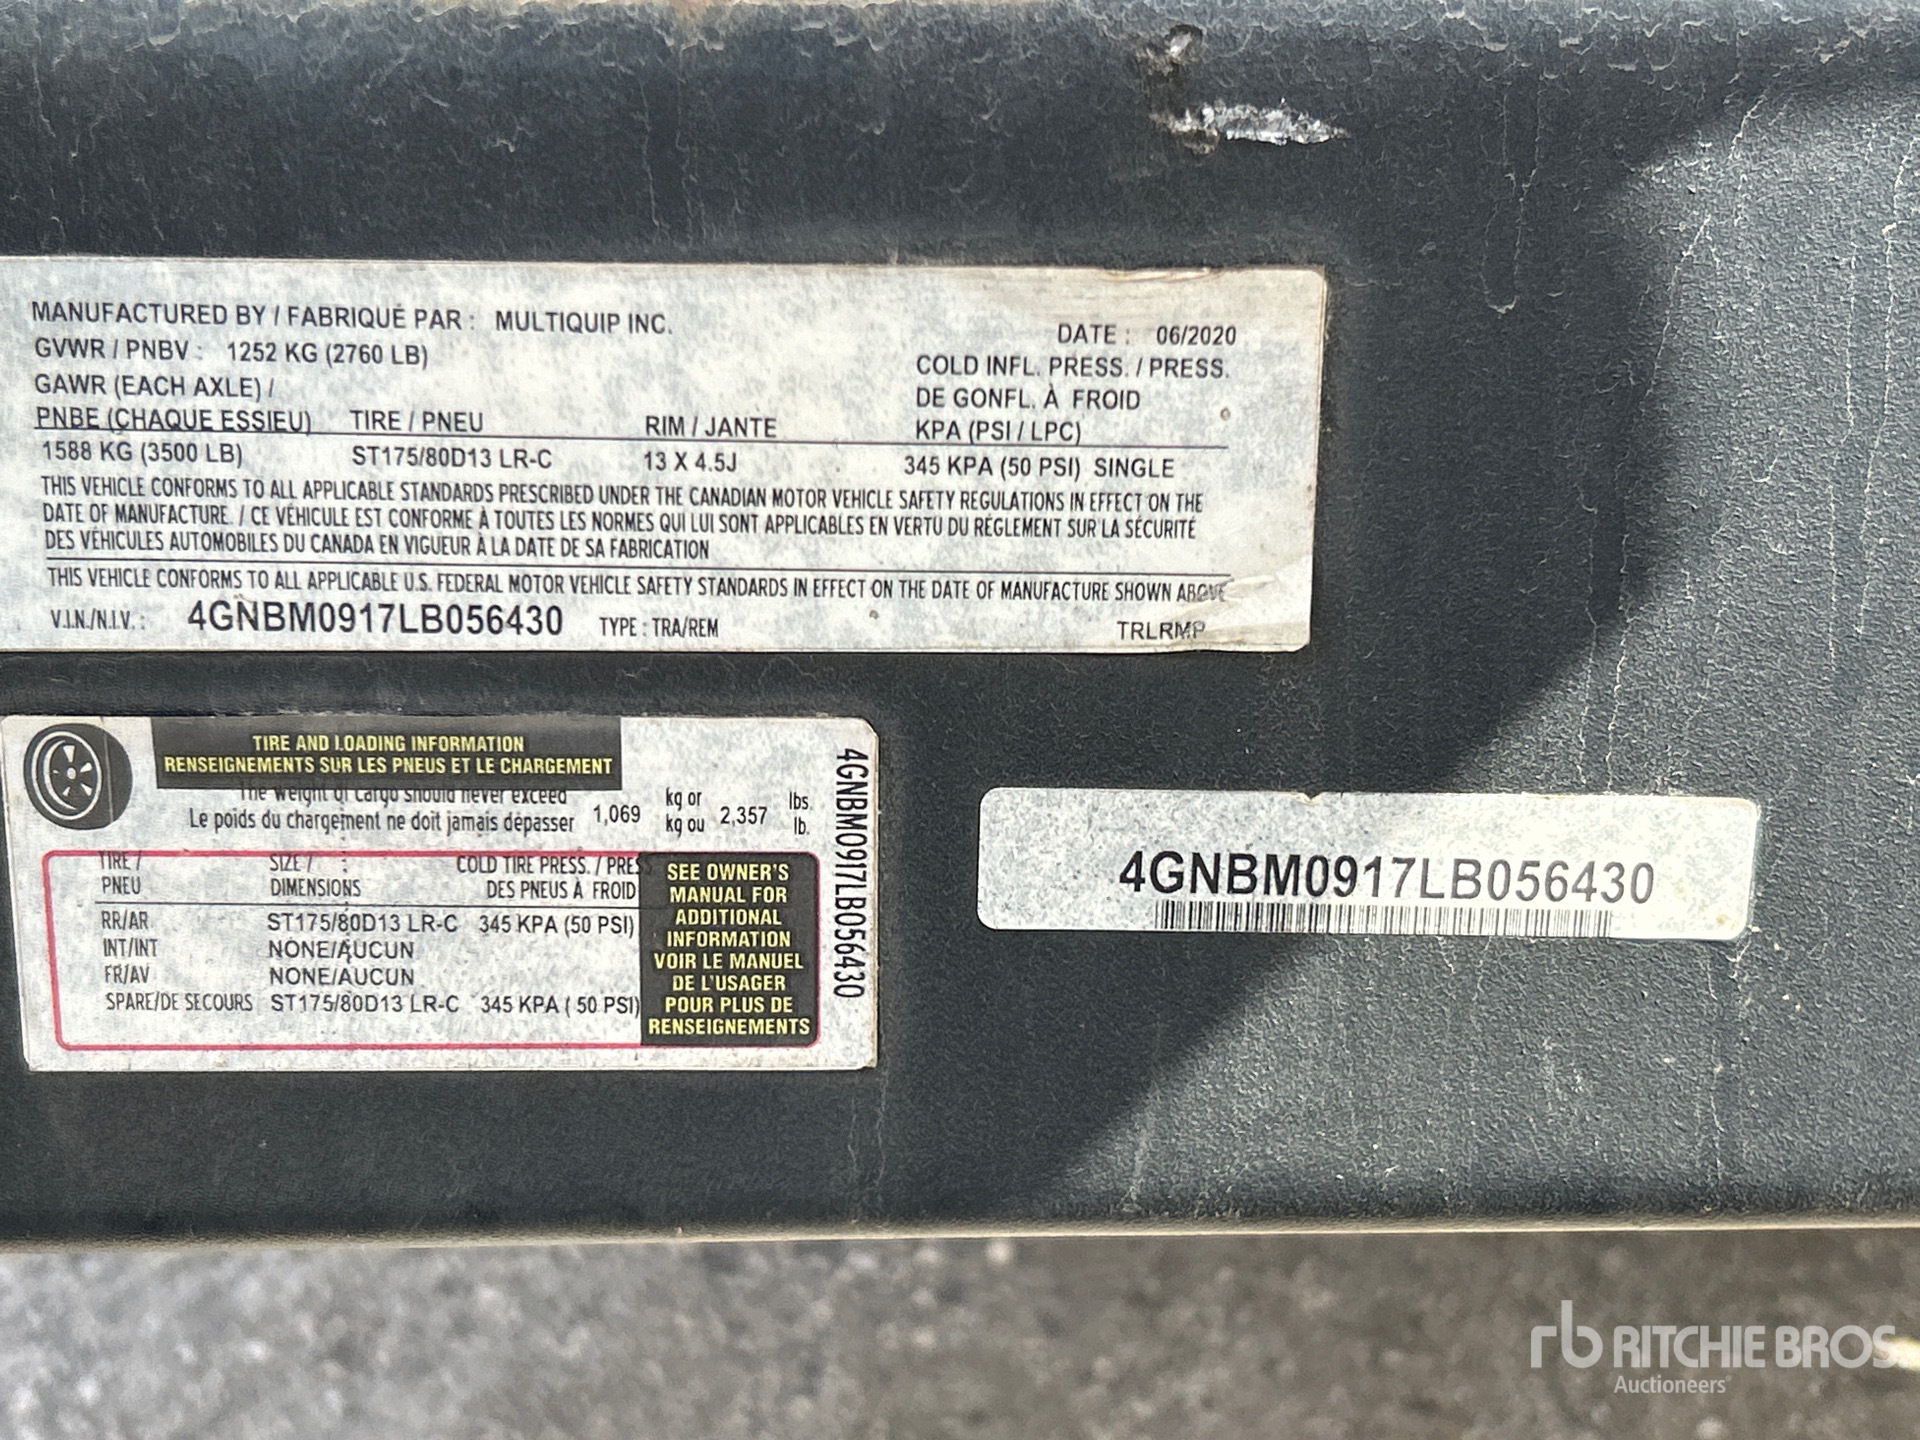 MANUFACTURED BY / FABRIQUÉ PAR : MULTIQUIP INC.
DATE : 06/2020
GVWR / PNBV : 1252 KG (2760 LB)
COLD INFL. PRESS. / PRESS.
GAWR (EACH AXLE) /
DE GONFL. À FROID
PNBE (CHAQUE ESSIEU) TIRE / PNEU RIM / JANTE KPA (PSI / LPC)
1588 KG (3500 LB) ST175/80D13 LR-C 13 X 4.5J 345 KPA (50 PSI) SINGLE
THIS VEHICLE CONFORMS TO ALL APPLICABLE STANDARDS PRESCRIBED UNDER THE CANADIAN MOTOR VEHICLE SAFETY REGULATIONS IN EFFECT ON THE
DATE OF MANUFACTURE. / CE VÉHICULE EST CONFORME À TOUTES LES NORMES QUI LUI SONT APPLICABLES EN VERTU DU RÉGLEMENT SUR LA SÉCURITÉ
DES VÉHICULES AUTOMOBILES DU CANADA EN VIGUEUR À LA DATE DE SA FABRICATION
THIS VEHICLE CONFORMS TO ALL APPLICABLE U.S. FEDERAL MOTOR VEHICLE SAFETY STANDARDS IN EFFECT ON THE DATE OF MANUFACTURE SHOWN ABOVE
V.I.N./N.I.V. : 4GNBM0917LB056430 TYPE : TRA/REM TRLRMP
TIRE AND LOADING INFORMATION
RENSEIGNEMENTS SUR LES PNEUS ET LE CHARGEMENT
The weight of cargo should never exceed
Le poids du chargement ne doit jamais dépasser 1,069 kg or kg ou 2,357 lbs. lb.
TIRE / SIZE / : COLD TIRE PRESS. / PRES
PNEU DIMENSIONS DES PNEUS À FROID
RR/AR ST175/80D13 LR-C 345 KPA (50 PSI)
INT/INT NONE/AUCUN
FR/AV NONE/AUCUN
SPARE/DE SECOURS ST175/80D13 LR-C 345 KPA ( 50 PSI)
SEE OWNER'S
MANUAL FOR
ADDITIONAL
INFORMATION
VOIR LE MANUEL
DE L'USAGER
POUR PLUS DE
RENSEIGNEMENTS
4GNBM0917LB056430
4GNBM0917LB056430
rb RITCHIE BROS
Auctioneers